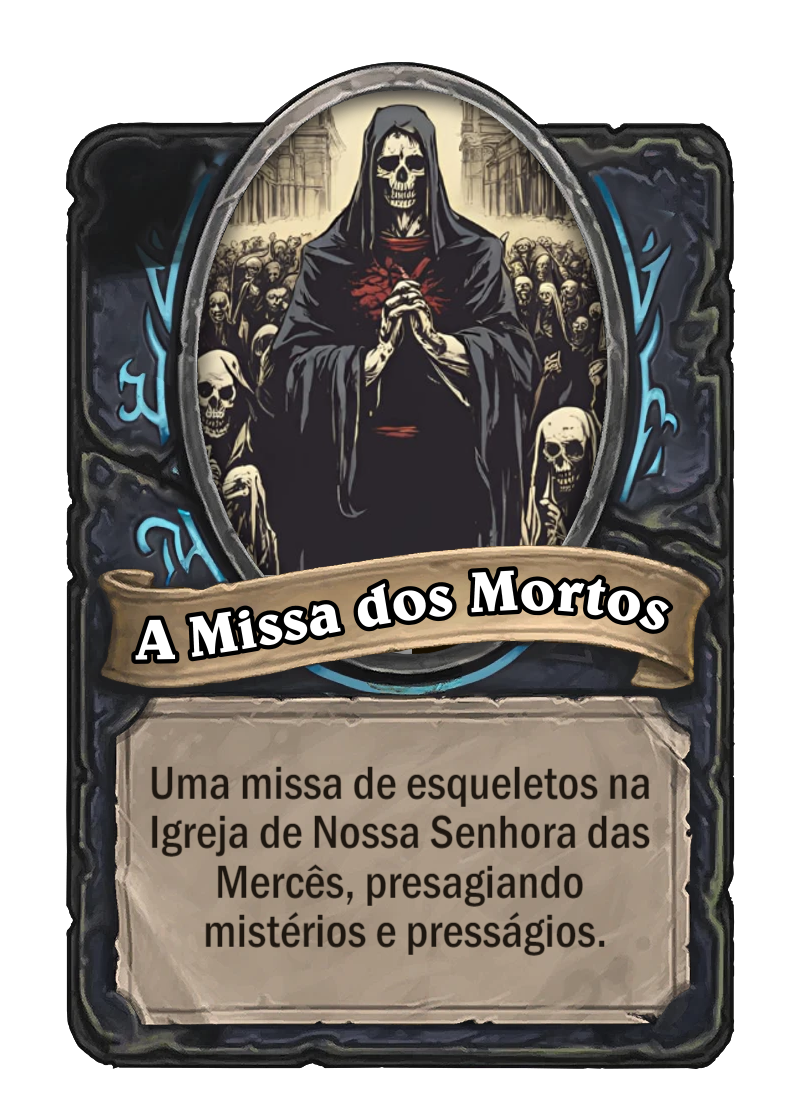 A Missa dos Mortos
Uma missa de esqueletos na
Igreja de Nossa Senhora das
Mercês, presagiando
mistérios e presságios.